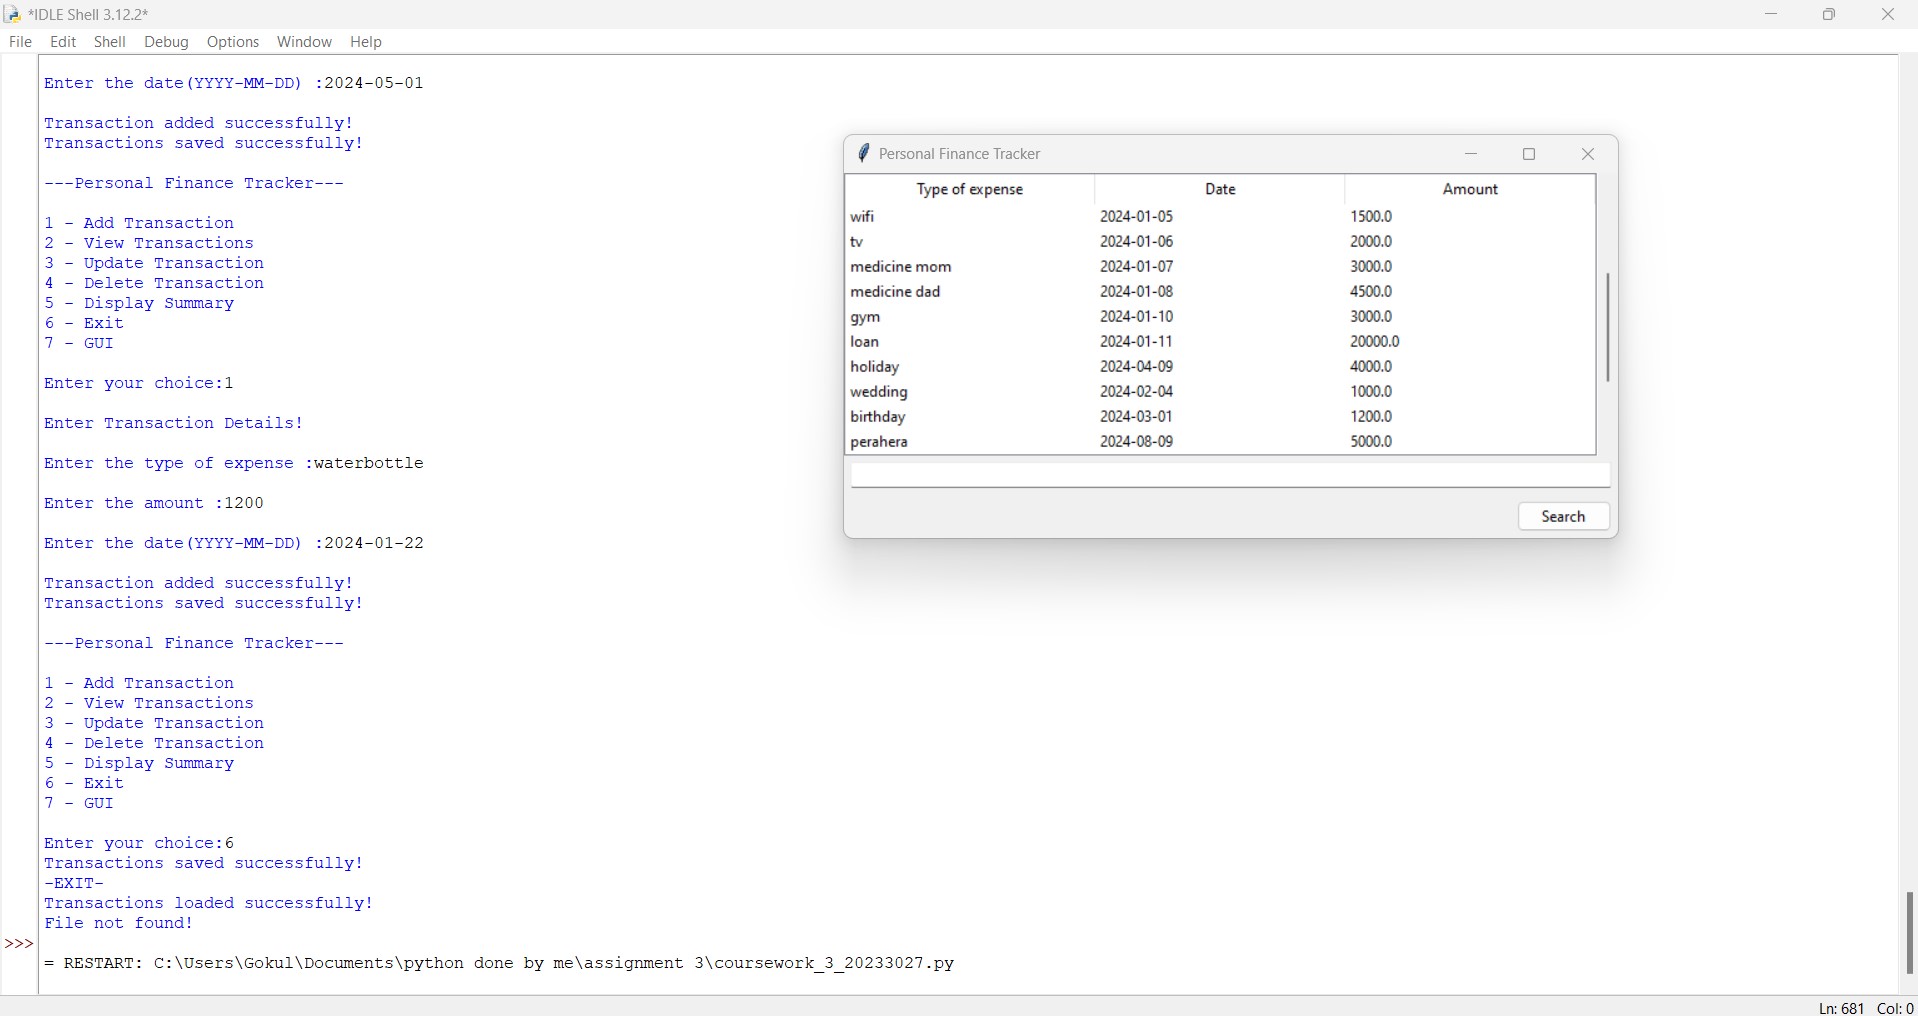 *IDLE Shell 3.12.2*
File Edit Shell Debug Options Window Help
Enter the date(YYYY-MM-DD) :2024-05-01
Transaction added successfully!
Transactions saved successfully!
---Personal Finance Tracker---
1 - Add Transaction
2 - View Transactions
3 - Update Transaction
4 - Delete Transaction
5 - Display Summary
6 - Exit
7 - GUI
Enter your choice:1
Enter Transaction Details!
Enter the type of expense :waterbottle
Enter the amount :1200
Enter the date(YYYY-MM-DD) :2024-01-22
Transaction added successfully!
Transactions saved successfully!
---Personal Finance Tracker---
1 - Add Transaction
2 - View Transactions
3 - Update Transaction
4 - Delete Transaction
5 - Display Summary
6 - Exit
7 - GUI
Enter your choice:6
Transactions saved successfully!
-EXIT-
Transactions loaded successfully!
File not found!
>>>
= RESTART: C:\Users\Gokul\Documents\python done by me\assignment 3\coursework_3_20233027.py
Personal Finance Tracker
Type of expense Date Amount
wifi 2024-01-05 1500.0
tv 2024-01-06 2000.0
medicine mom 2024-01-07 3000.0
medicine dad 2024-01-08 4500.0
gym 2024-01-10 3000.0
loan 2024-01-11 20000.0
holiday 2024-04-09 4000.0
wedding 2024-02-04 1000.0
birthday 2024-03-01 1200.0
perahera 2024-08-09 5000.0
Search
Ln: 681 Col: 0